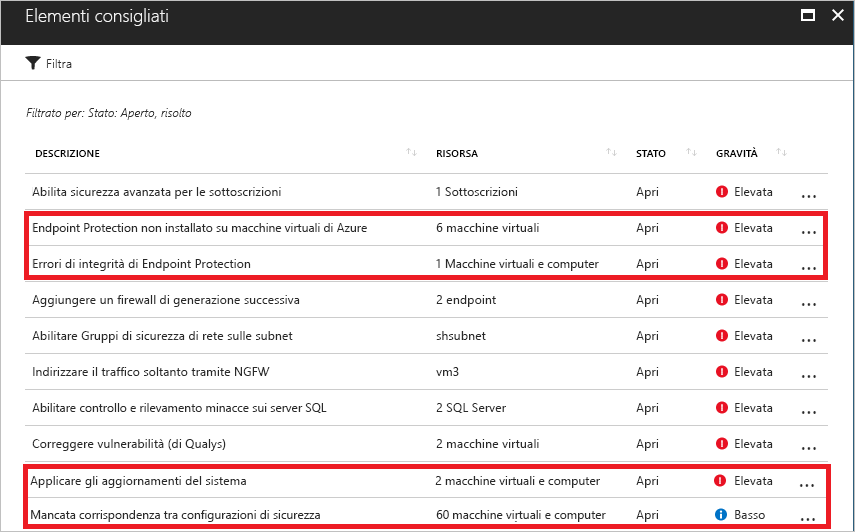 Elementi consigliati
Filtra
Filtrato per: Stato: Aperto, risolto
DESCRIZIONE RISORSA STATO GRAVITÀ
Abilita sicurezza avanzata per le sottoscrizioni 1 Sottoscrizioni Apri Elevata ...
Endpoint Protection non installato su macchine virtuali di Azure 6 macchine virtuali Apri Elevata ...
Errori di integrità di Endpoint Protection 1 Macchine virtuali e computer Apri Elevata ...
Aggiungere un firewall di generazione successiva 2 endpoint Apri Elevata ...
Abilitare Gruppi di sicurezza di rete sulle subnet shsubnet Apri Elevata ...
Indirizzare il traffico soltanto tramite NGFW vm3 Apri Elevata ...
Abilitare controllo e rilevamento minacce sui server SQL 2 SQL Server Apri Elevata ...
Correggere vulnerabilità (di Qualys) 2 macchine virtuali Apri Elevata ...
Applicare gli aggiornamenti del sistema 2 macchine virtuali e computer Apri Elevata ...
Mancata corrispondenza tra configurazioni di sicurezza 60 macchine virtuali e computer Apri Basso ...